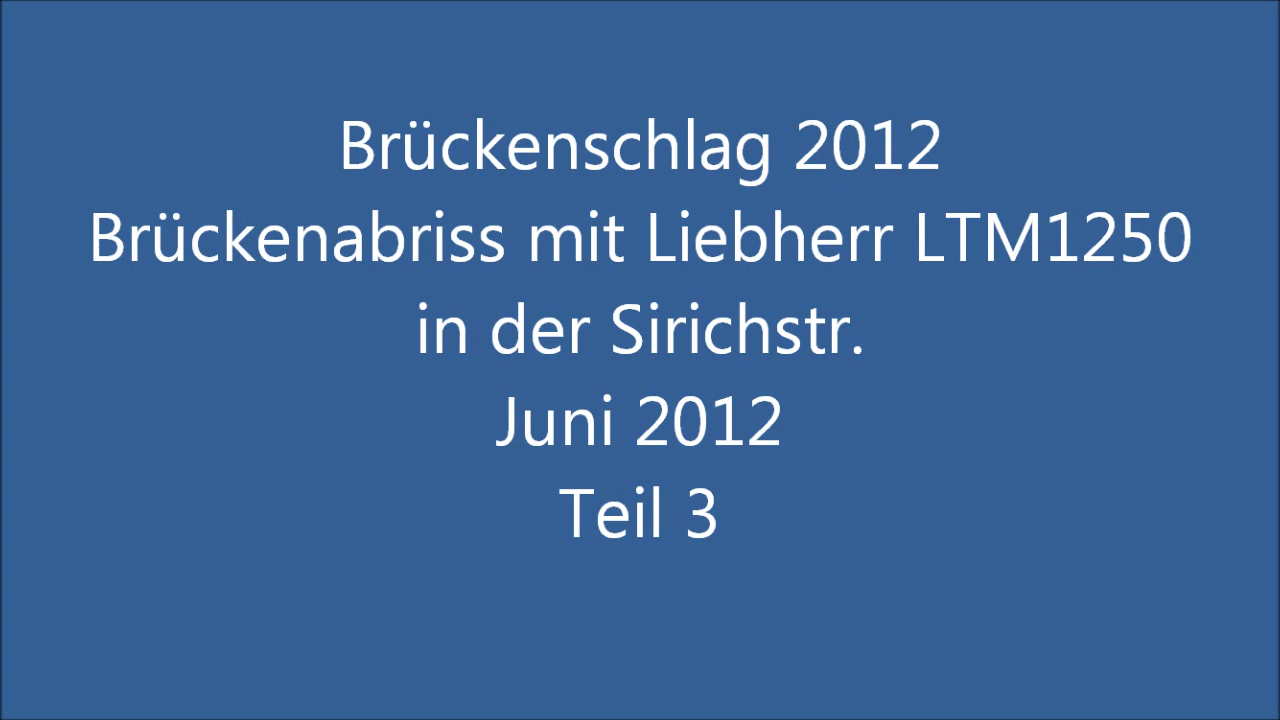 Brückenschlag 2012
Brückenabriss mit Liebherr LTM1250
in der Sirichstr.
Juni 2012
Teil 3